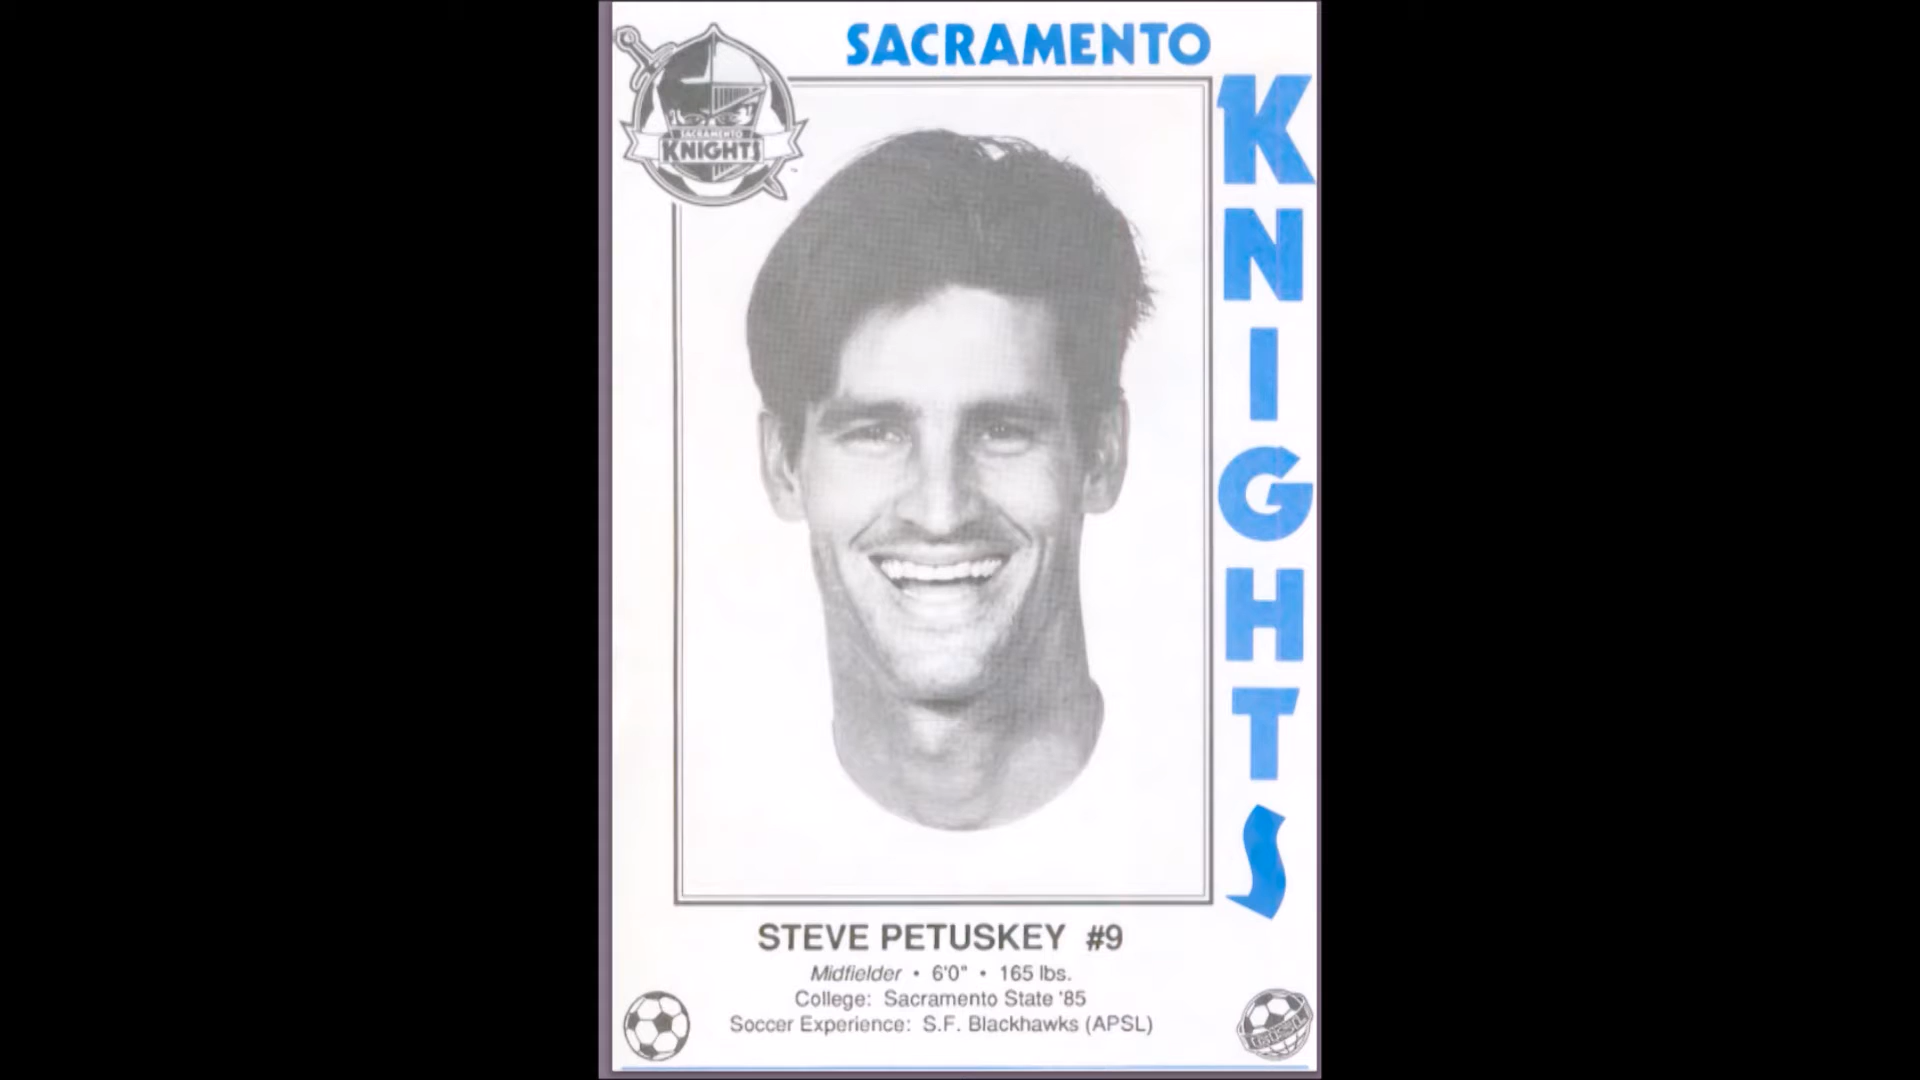 SACRAMENTO
KNIGHTS
SACRAMENTO
KNIGHTS
STEVE PETUSKEY #9
Midfielder • 6'0" • 165 lbs.
College: Sacramento State '85
Soccer Experience: S.F. Blackhawks (APSL)